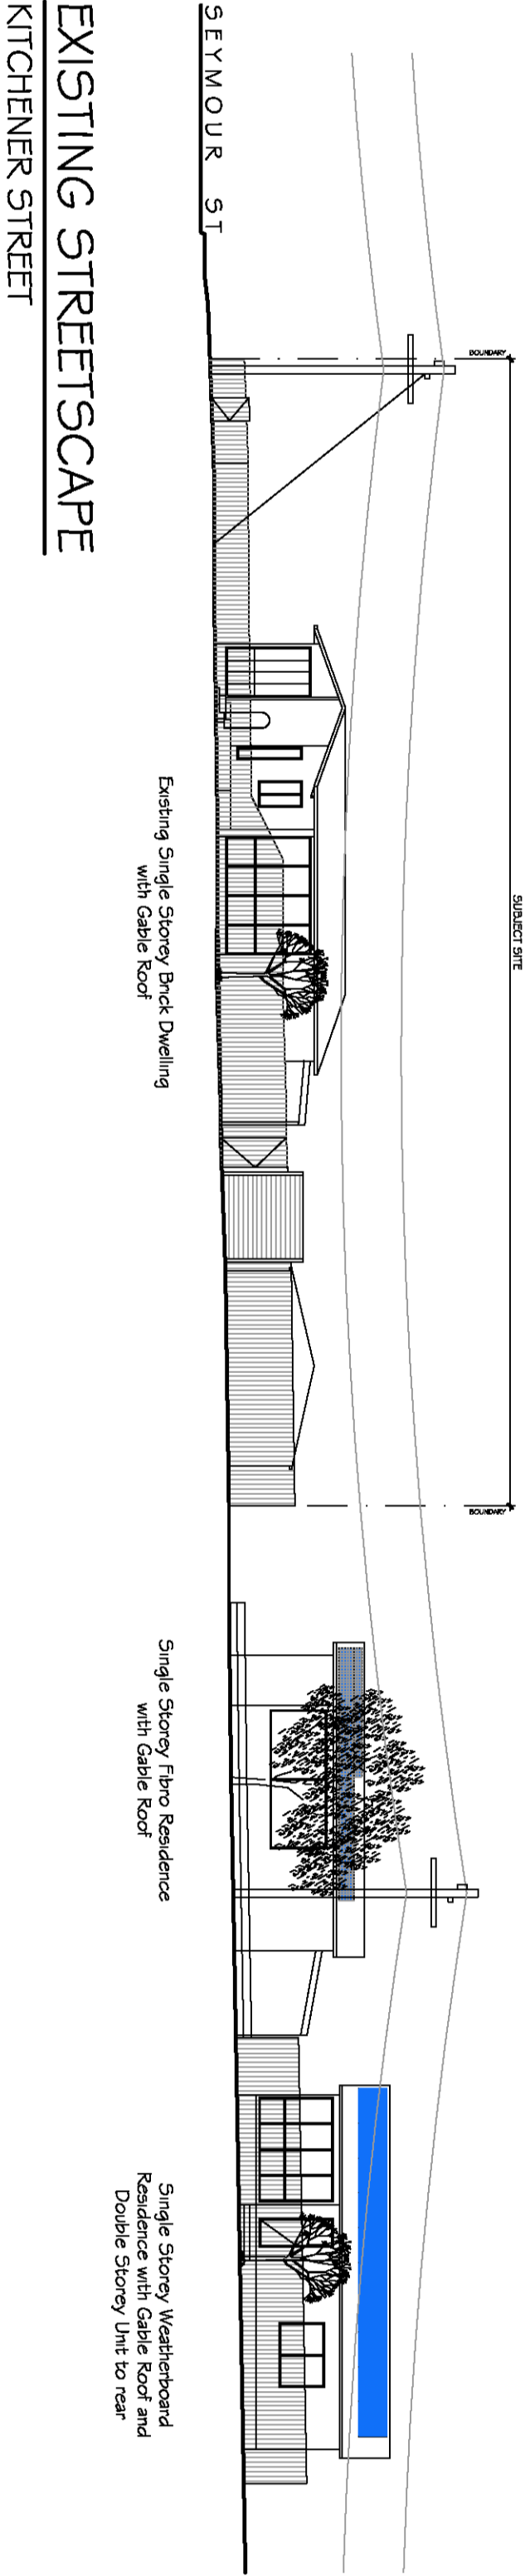 SUBJECT SITE
BOUNDARY
BOUNDARY
SEYMOUR ST
Existing Single Storey Brick Dwelling
with Gable Roof
Single Storey Fibro Residence
with Gable Roof
Single Storey Weatherboard
Residence with Gable Roof and
Double Storey Unit to rear
EXISTING STREETSCAPE
KITCHENER STREET